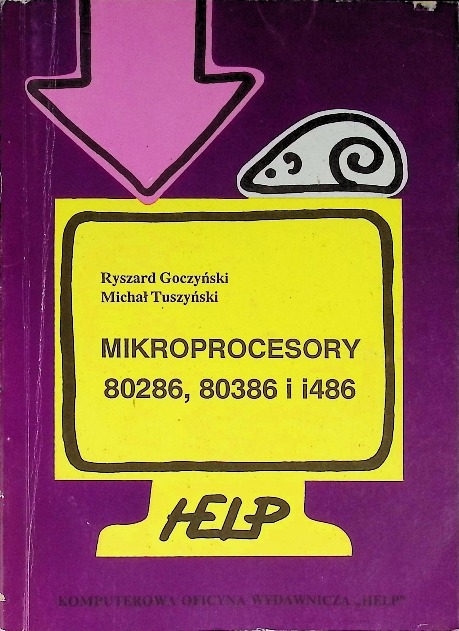 Ryszard Goczyński
Michał Tuszyński
MIKROPROCESORY
80286, 80386 i i486
HELP
KOMPUTEROWA OFICYNA WYDAWNICZA „HELP”